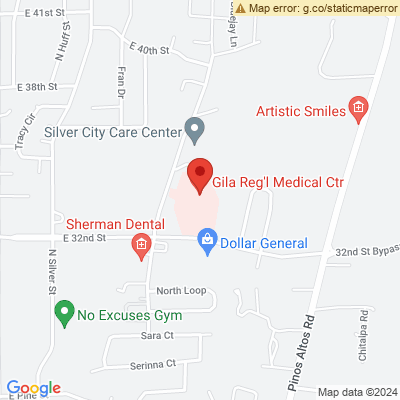 Map error: g.co/staticmaperror
E 41st St
N Huff St
E 40th St
Bluejay Ln
E 38th St
Fran Dr
Tracy Cir
Artistic Smiles
Silver City Care Center
Gila Reg'l Medical Ctr
Sherman Dental
E 32nd St
Dollar General
32nd St Bypass
N Silver St
North Loop
No Excuses Gym
Sara Ct
Serinna Ct
Pinos Altos Rd
Chitalpa Rd
E Pine
Google
Map data ©2024